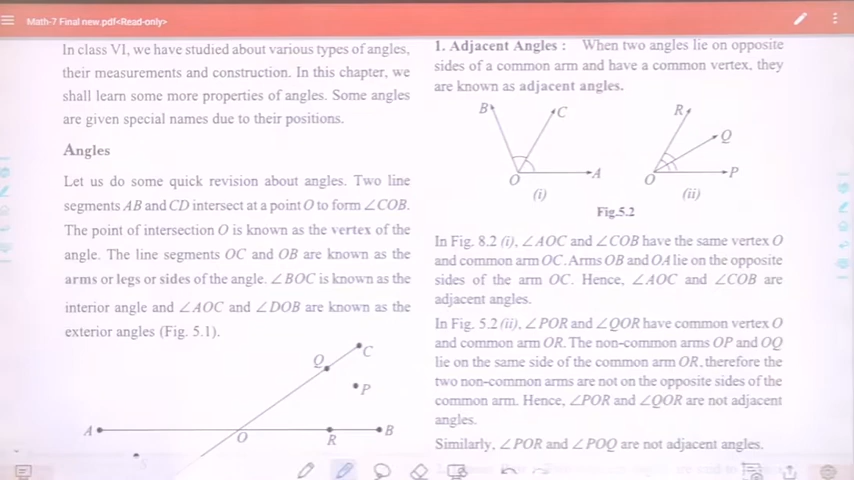 Math-7 Final new.pdf<Read-only>
In class VI, we have studied about various types of angles,
their measurements and construction. In this chapter, we
shall learn some more properties of angles. Some angles
are given special names due to their positions.
Angles
Let us do some quick revision about angles. Two line
segments AB and CD intersect at a point O to form ∠COB.
The point of intersection O is known as the vertex of the
angle. The line segments OC and OB are known as the
arms or legs or sides of the angle. ∠BOC is known as the
interior angle and ∠AOC and ∠DOB are known as the
exterior angles (Fig. 5.1).
C
Q
P
A
O
R
B
S
1. Adjacent Angles : When two angles lie on opposite
sides of a common arm and have a common vertex, they
are known as adjacent angles.
B C R Q
O A O P
(i) (ii)
Fig.5.2
In Fig. 8.2 (i), ∠AOC and ∠COB have the same vertex O
and common arm OC. Arms OB and OA lie on the opposite
sides of the arm OC. Hence, ∠AOC and ∠COB are
adjacent angles.
In Fig. 5.2 (ii), ∠POR and ∠QOR have common vertex O
and common arm OR. The non-common arms OP and OQ
lie on the same side of the common arm OR, therefore the
two non-common arms are not on the opposite sides of the
common arm. Hence, ∠POR and ∠QOR are not adjacent
angles.
Similarly, ∠POR and ∠POQ are not adjacent angles.